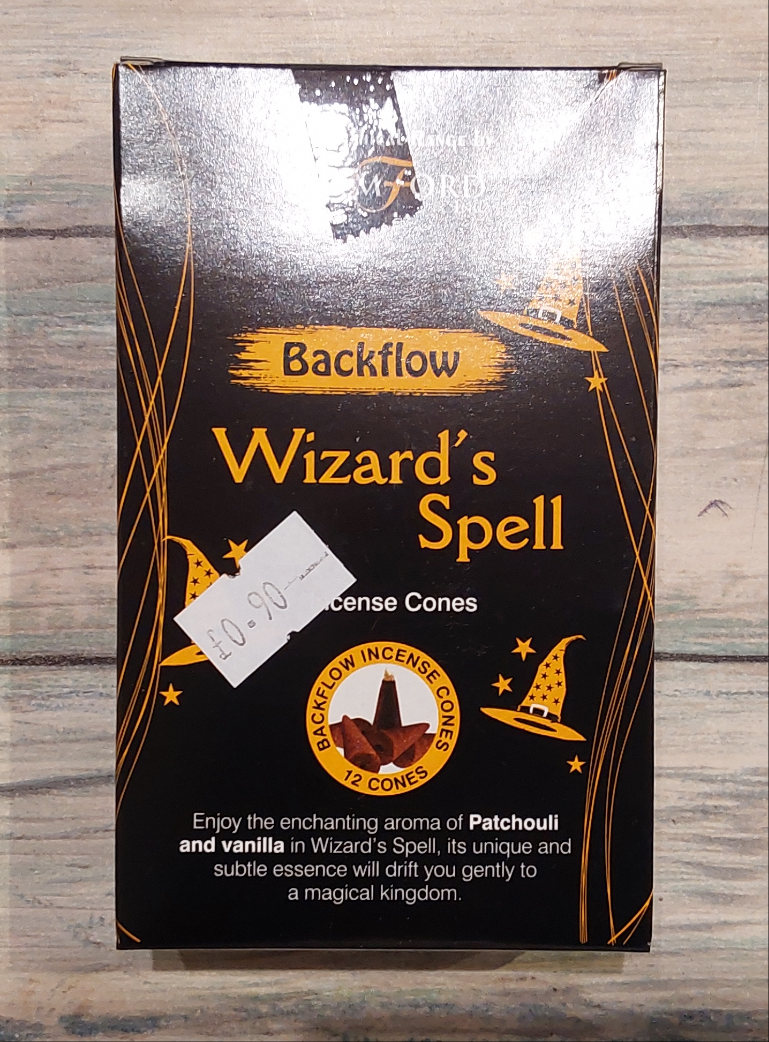 Backflow
Wizard's
Spell
£0.90
cense Cones
BACKFLOW INCENSE CONES
12 CONES
Enjoy the enchanting aroma of Patchouli
and vanilla in Wizard's Spell, its unique and
subtle essence will drift you gently to
a magical kingdom.